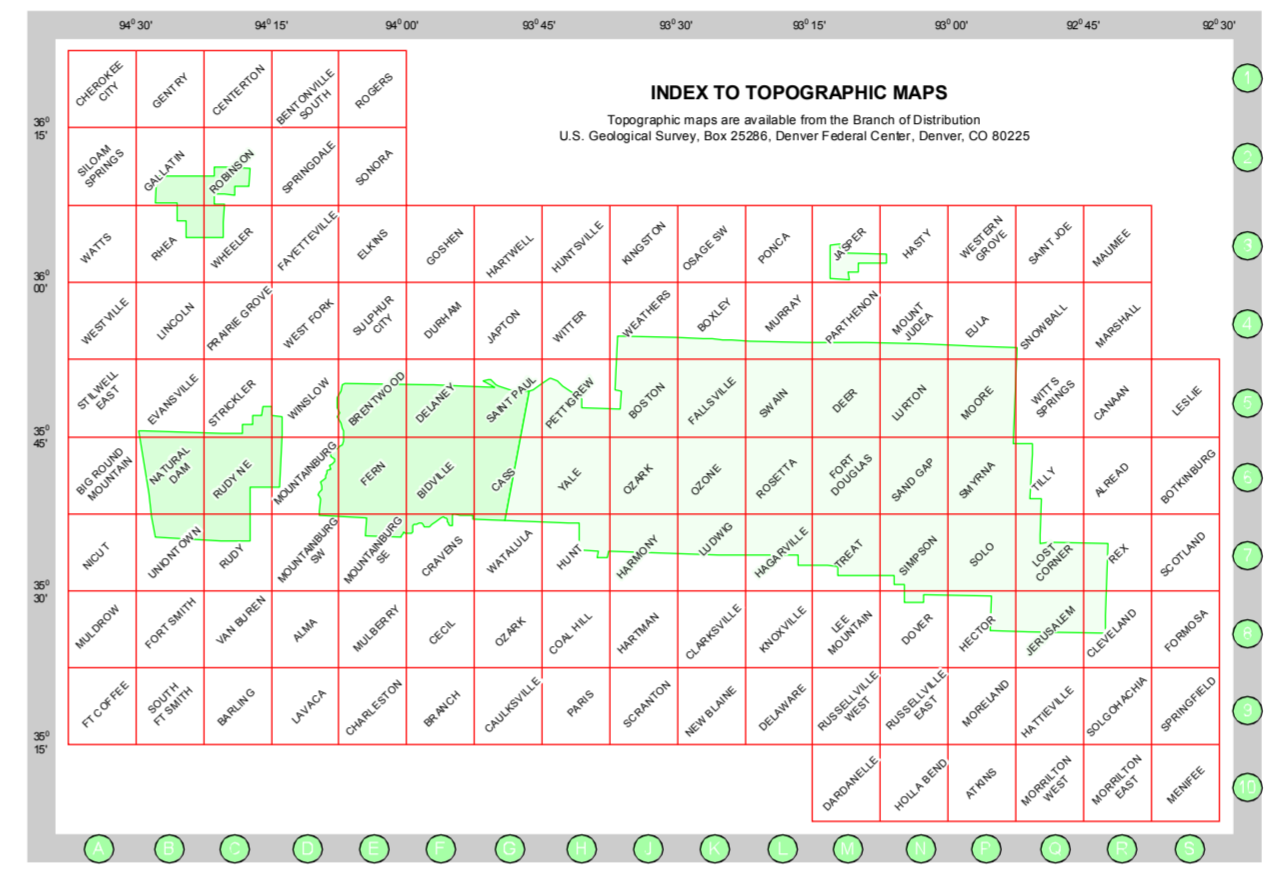 94° 30' 94° 15' 94° 00' 93° 45' 93° 30' 93° 15' 93° 00' 92° 45' 92° 30'
INDEX TO TOPOGRAPHIC MAPS
Topographic maps are available from the Branch of Distribution
U.S. Geological Survey, Box 25286, Denver Federal Center, Denver, CO 80225
CHEROKEE CITY GENTRY CENTERTON BENTONVILLE SOUTH ROGERS 1
36° 15'
SILOAM SPRINGS GALLATIN ROBINSON SPRINGDALE SONORA 2
WATTS RHEA WHEELER FAYETTEVILLE ELKINS GOSHEN HARTWELL HUNTSVILLE KINGSTON OSAGE SW PONCA JASPER HASTY WESTERN GROVE SAINT JOE MAUMEE 3
36° 00'
WESTVILLE LINCOLN PRAIRIE GROVE WEST FORK SULPHUR CITY DURHAM JAPTON WITTER WEATHERS BOXLEY MURRAY PARTHENON MOUNT JUDEA EULA SNOWBALL MARSHALL 4
STILWELL EAST EVANSVILLE STRICKLER WINSLOW BRENTWOOD DELANEY SAINT PAUL PETTIGREW BOSTON FALLSVILLE SWAIN DEER LURTON MOORE WITTS SPRINGS CANAAN LESLIE 5
35° 45'
BIG ROUND MOUNTAIN NATURAL DAM RUDY NE MOUNTAINBURG FERN BIDVILLE CASS YALE OZARK OZONE ROSETTA FORT DOUGLAS SAND GAP SMYRNA TILLY ALREAD BOTKINBURG 6
NICUT UNIONTOWN RUDY MOUNTAINBURG SW MOUNTAINBURG SE CRAVENS WATALULA HUNT HARMONY LUDWIG HAGARVILLE TREAT SIMPSON SOLO LOST CORNER REX SCOTLAND 7
35° 30'
MULDROW FORT SMITH VAN BUREN ALMA MULBERRY CECIL OZARK COAL HILL HARTMAN CLARKSVILLE KNOXVILLE LEE MOUNTAIN DOVER HECTOR JERUSALEM CLEVELAND FORMOSA 8
FT COFFEE SOUTH FT SMITH BARLING LAVACA CHARLESTON BRANCH CAULKSVILLE PARIS SCRANTON NEW BLAINE DELAWARE RUSSELLVILLE WEST RUSSELLVILLE EAST MORELAND HATTIEVILLE SOLGOHACHIA SPRINGFIELD 9
35° 15'
DARDANELLE HOLLA BEND ATKINS MORRILTON WEST MORRILTON EAST MENIFEE 10
A B C D E F G H J K L M N P Q R S